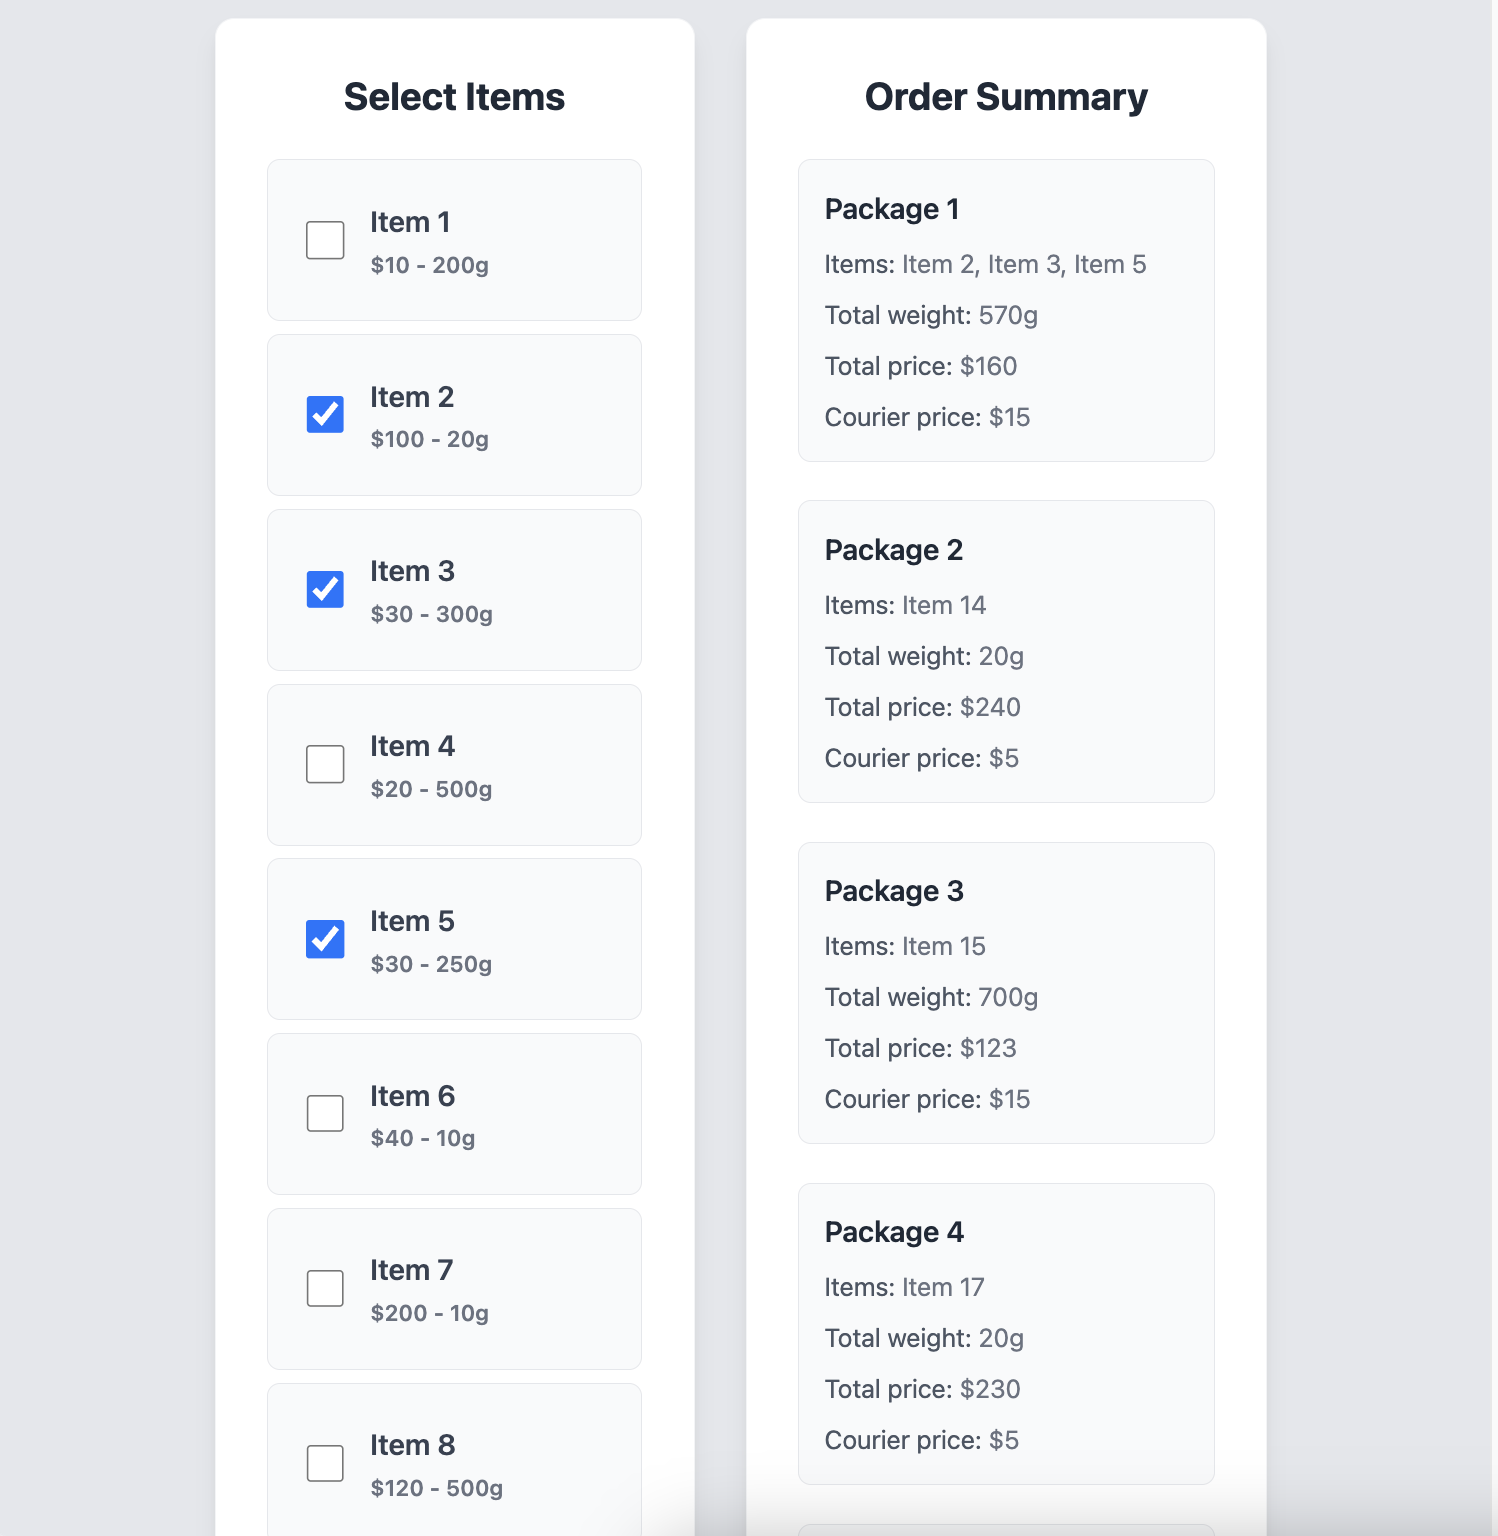 Select Items
Item 1
$10 - 200g
Item 2
$100 - 20g
Item 3
$30 - 300g
Item 4
$20 - 500g
Item 5
$30 - 250g
Item 6
$40 - 10g
Item 7
$200 - 10g
Item 8
$120 - 500g
Order Summary
Package 1
Items: Item 2, Item 3, Item 5
Total weight: 570g
Total price: $160
Courier price: $15
Package 2
Items: Item 14
Total weight: 20g
Total price: $240
Courier price: $5
Package 3
Items: Item 15
Total weight: 700g
Total price: $123
Courier price: $15
Package 4
Items: Item 17
Total weight: 20g
Total price: $230
Courier price: $5